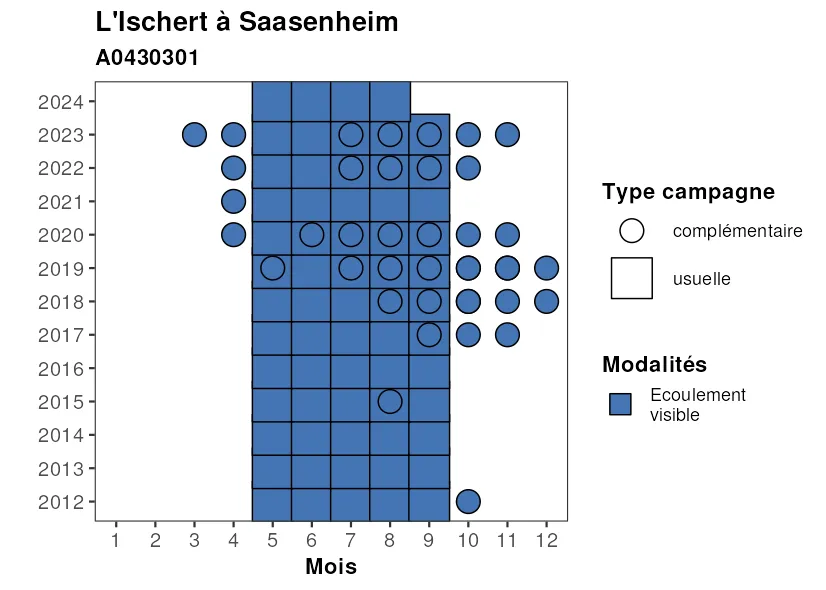 L'Ischert à Saasenheim
A0430301
2024
2023
2022
2021
2020
2019
2018
2017
2016
2015
2014
2013
2012
1 2 3 4 5 6 7 8 9 10 11 12
Mois
Type campagne
complémentaire
usuelle
Modalités
Ecoulement
visible